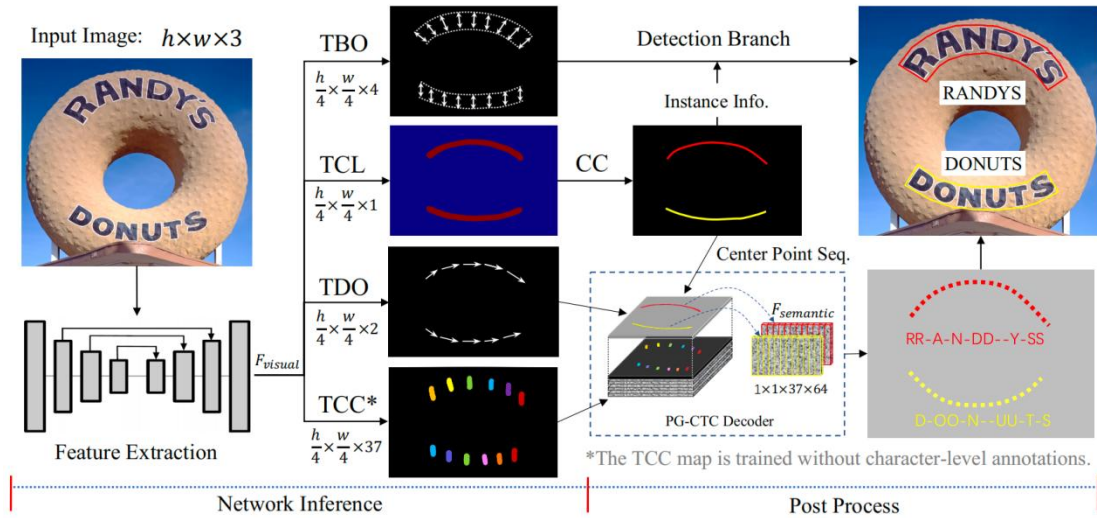 Input Image: h×w×3
RANDY'S
DONUTS
Feature Extraction
F_visual
TBO
h/4 × w/4 ×4
TCL
h/4 × w/4 ×1
TDO
h/4 × w/4 ×2
TCC*
h/4 × w/4 ×37
Detection Branch
Instance Info.
CC
Center Point Seq.
F_semantic
1×1×37×64
PG-CTC Decoder
RANDY'S
RANDYS
DONUTS
DONUTS
RR-A-N-DD--Y-SS
D-OO-N--UU-T-S
*The TCC map is trained without character-level annotations.
Network Inference
Post Process